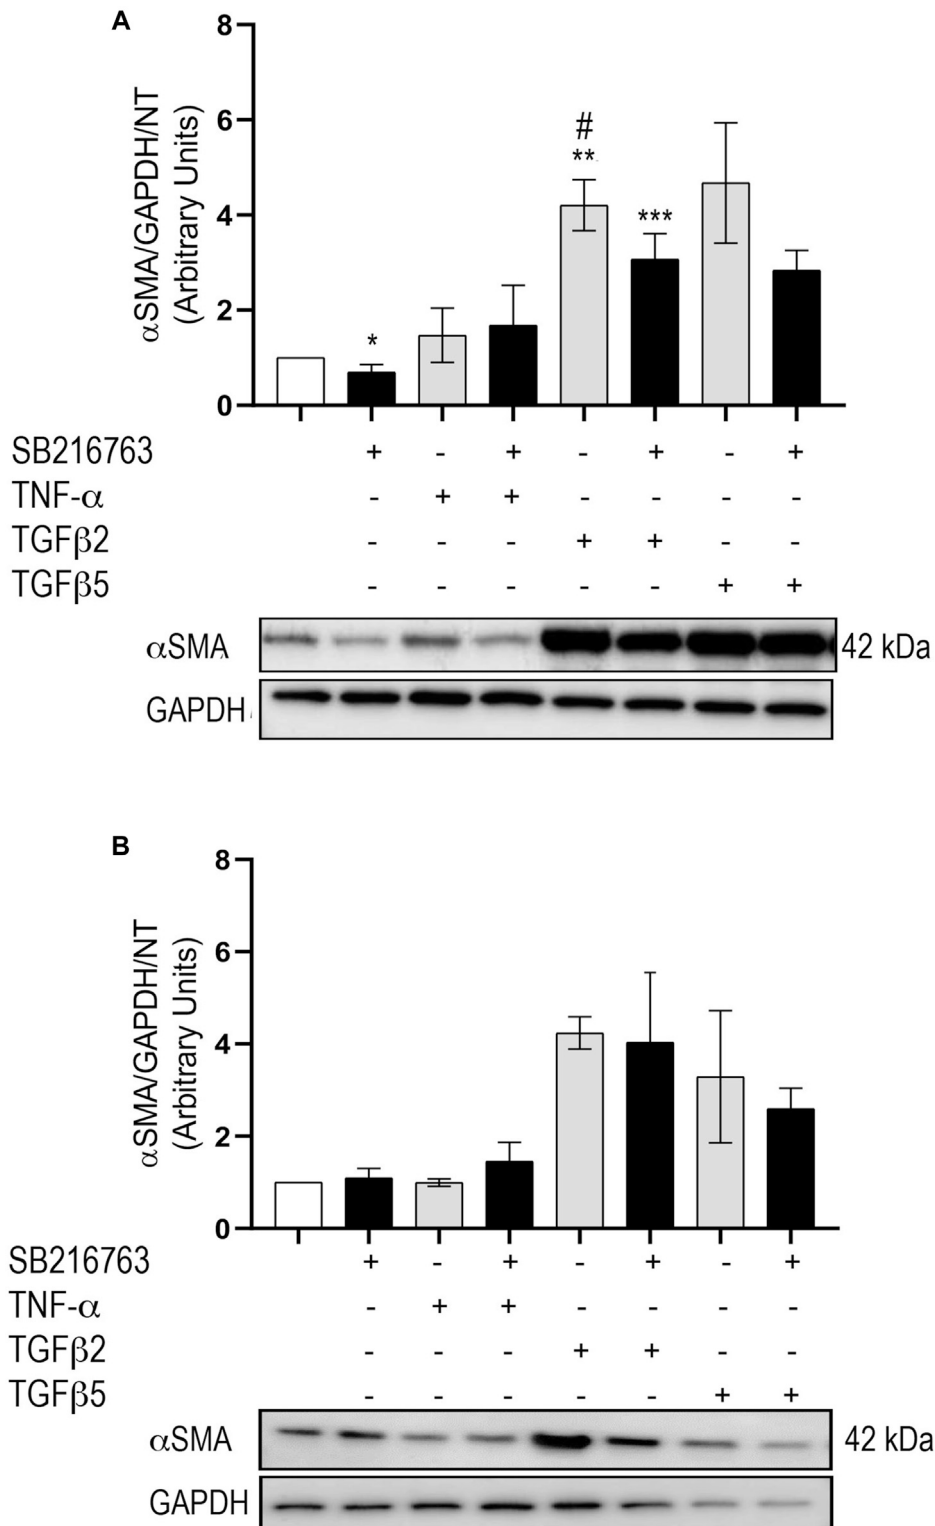 A
8
6
4
2
0
αSMA/GAPDH/NT
(Arbitrary Units)
*
#
**
***
SB216763 + - + - + - +
TNF-α - + + - - - -
TGFβ2 - - - + + - -
TGFβ5 - - - - - + +
αSMA 42 kDa
GAPDH
B
8
6
4
2
0
αSMA/GAPDH/NT
(Arbitrary Units)
SB216763 + - + - + - +
TNF-α - + + - - - -
TGFβ2 - - - + + - -
TGFβ5 - - - - - + +
αSMA 42 kDa
GAPDH